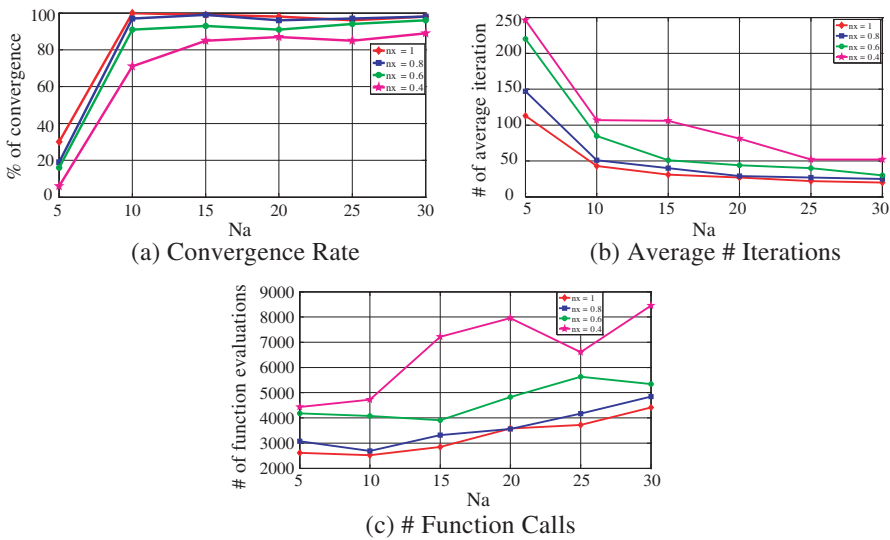 % of convergence
100
80
60
40
20
0
5
10
15
20
25
30
Na
nx = 1
nx = 0.8
nx = 0.6
nx = 0.4
(a) Convergence Rate
# of average iteration
250
200
150
100
50
0
5
10
15
20
25
30
Na
nx = 1
nx = 0.8
nx = 0.6
nx = 0.4
(b) Average # Iterations
# of function evaluations
9000
8000
7000
6000
5000
4000
3000
2000
5
10
15
20
25
30
Na
nx = 1
nx = 0.8
nx = 0.6
nx = 0.4
(c) # Function Calls